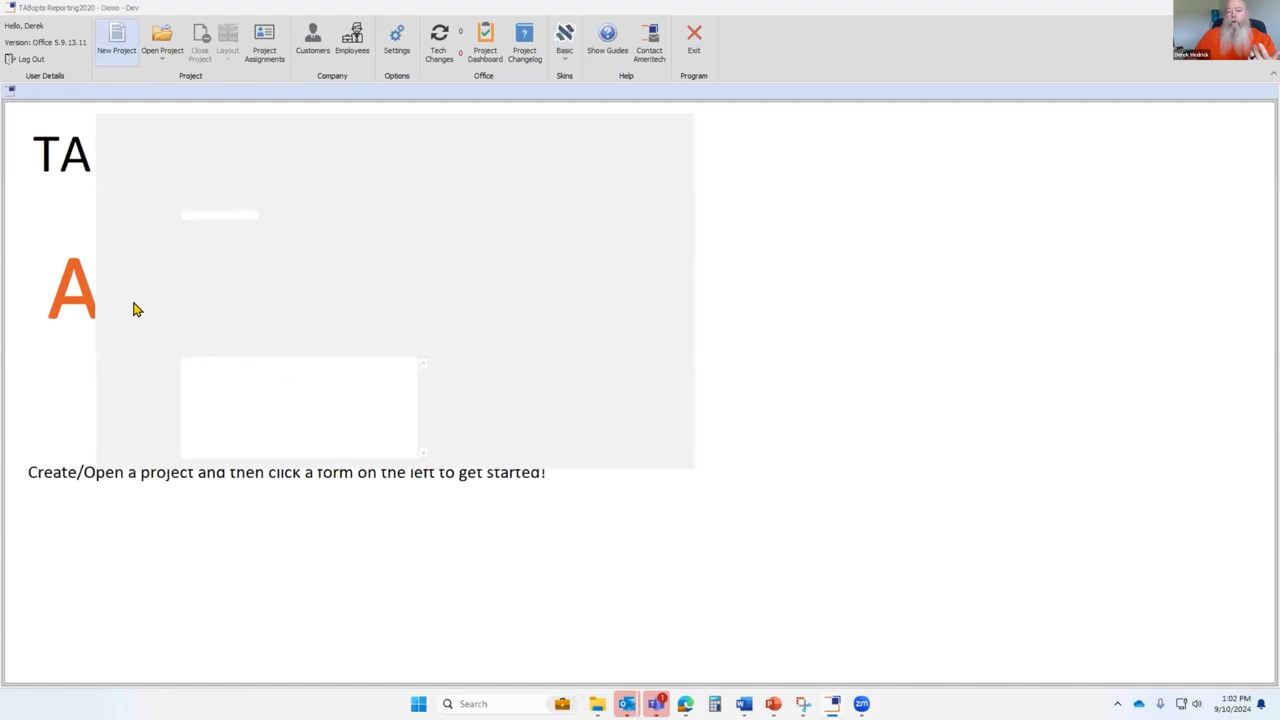 TABopts Reporting2020 - Demo - Dev
Hello, Derek
Version: Office 5.9.13.11
Log Out
User Details
New Project
Open Project
Close Project
Layout
Project Assignments
Project
Customers
Employees
Company
Settings
Options
Tech Changes
0
0
Project Dashboard
Project Changelog
Office
Basic
Skins
Show Guides
Contact Ameritech
Help
Exit
Program
Derek Hedrick
TA
A
Create/Open a project and then click a form on the left to get started!
Search
1
1:02 PM
9/10/2024